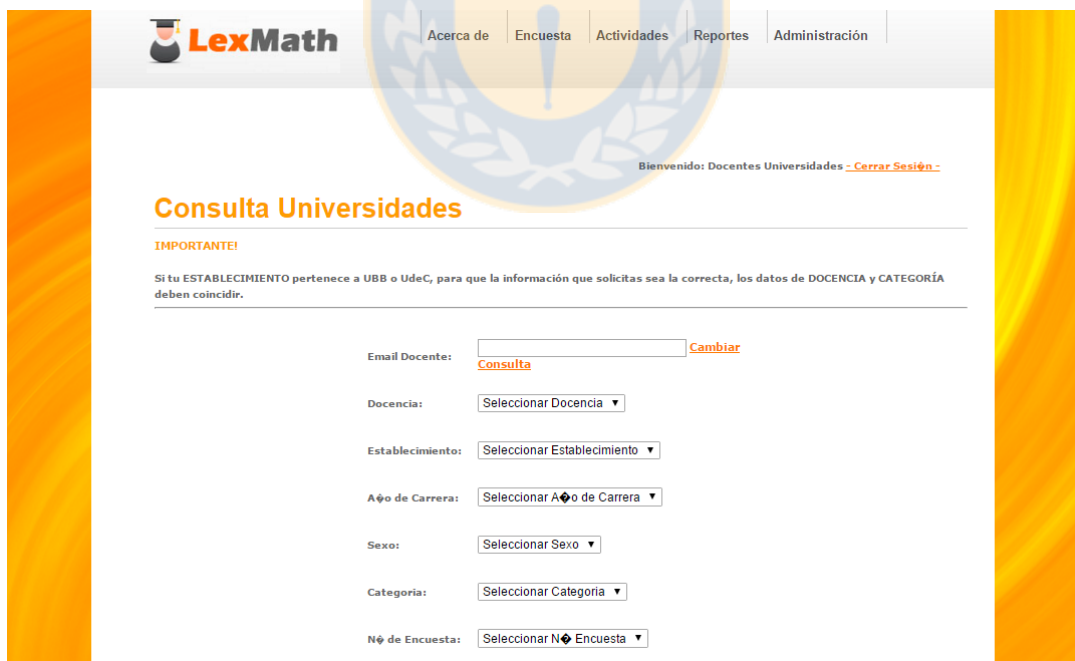 LexMath
Acerca de Encuesta Actividades Reportes Administración
Bienvenido: Docentes Universidades - Cerrar Sesi�n -
Consulta Universidades
IMPORTANTE!
Si tu ESTABLECIMIENTO pertenece a UBB o UdeC, para que la información que solicitas sea la correcta, los datos de DOCENCIA y CATEGORÍA
deben coincidir.
Email Docente: Cambiar
Consulta
Docencia: Seleccionar Docencia ▼
Establecimiento: Seleccionar Establecimiento ▼
A�o de Carrera: Seleccionar A�o de Carrera ▼
Sexo: Seleccionar Sexo ▼
Categoria: Seleccionar Categoria ▼
N� de Encuesta: Seleccionar N� Encuesta ▼